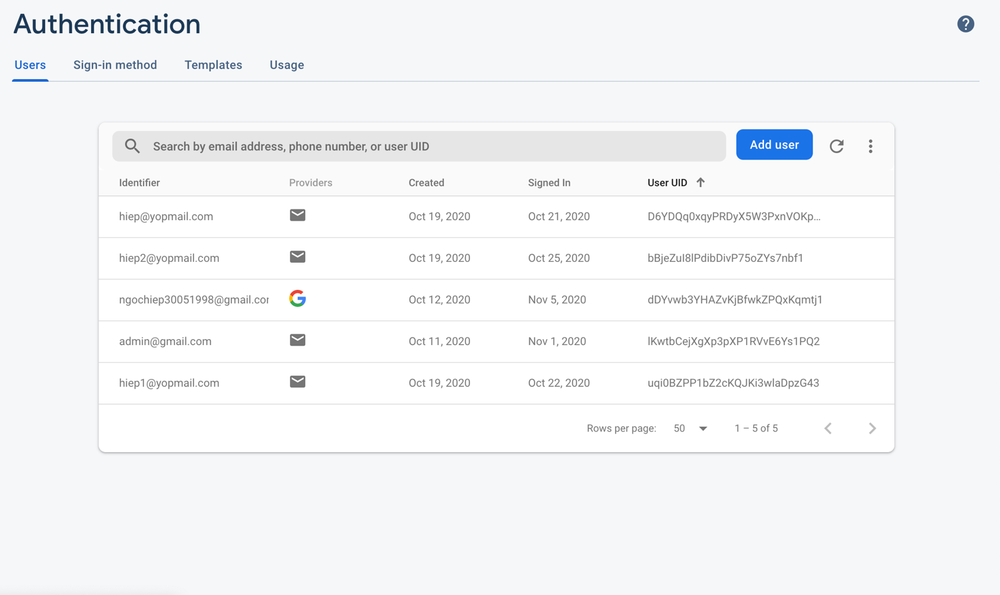 Authentication
?
Users Sign-in method Templates Usage
Search by email address, phone number, or user UID Add user
Identifier Providers Created Signed In User UID
hiep@yopmail.com Oct 19, 2020 Oct 21, 2020 D6YDQq0xqyPRDyX5W3PxnVOKp...
hiep2@yopmail.com Oct 19, 2020 Oct 25, 2020 bBjeZuI8lPdibDivP75oZYs7nbf1
ngochiep30051998@gmail.cor Oct 12, 2020 Nov 5, 2020 dDYvwb3YHAZvKjBfwkZPQxKqmtj1
admin@gmail.com Oct 11, 2020 Nov 1, 2020 lKwtbCejXgXp3pXP1RVvE6Ys1PQ2
hiep1@yopmail.com Oct 19, 2020 Oct 22, 2020 uqi0BZPP1bZ2cKQJKi3wlaDpzG43
Rows per page: 50 1 – 5 of 5